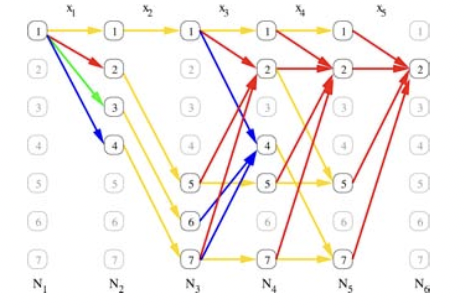 x1 x2 x3 x4 x5
1 1 1 1 1 1
2 2 2 2 2 2
3 3 3 3 3 3
4 4 4 4 4 4
5 5 5 5 5 5
6 6 6 6 6 6
7 7 7 7 7 7
N1 N2 N3 N4 N5 N6